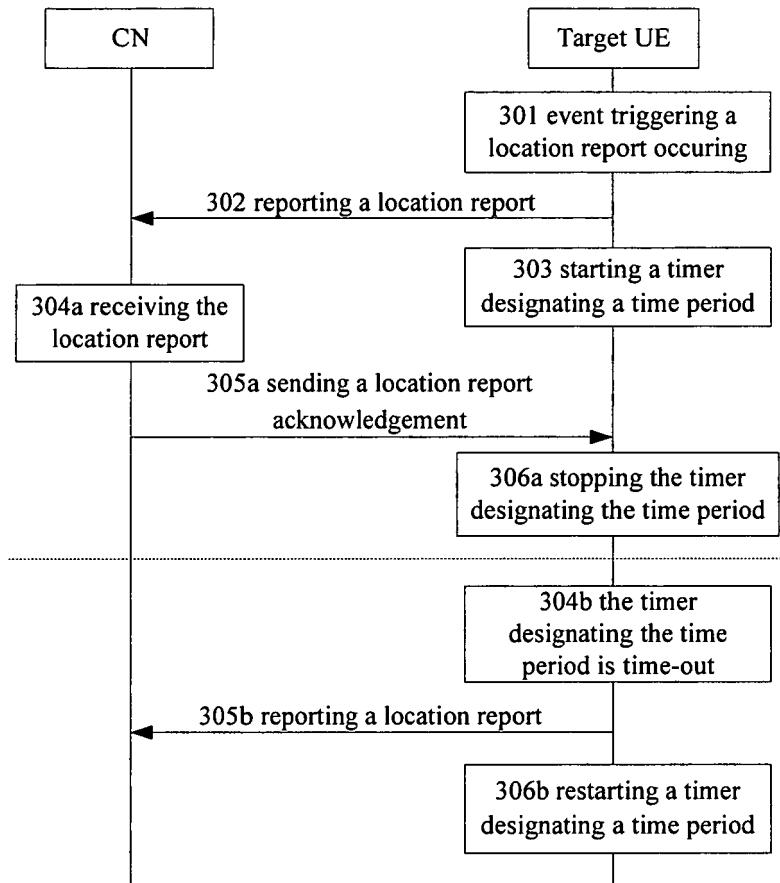 CN
Target UE
301 event triggering a
location report occuring
302 reporting a location report
303 starting a timer
designating a time period
304a receiving the
location report
305a sending a location report
acknowledgement
306a stopping the timer
designating the time period
304b the timer
designating the time
period is time-out
305b reporting a location report
306b restarting a timer
designating a time period